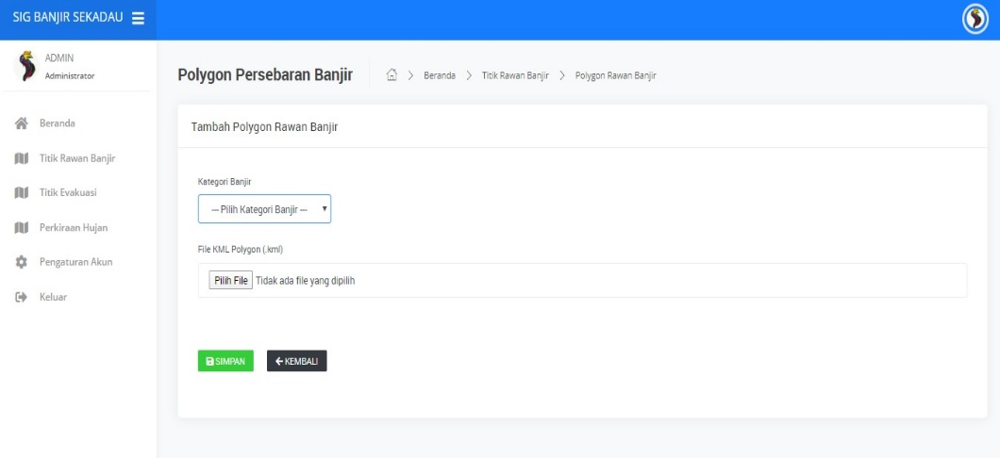 SIG BANJIR SEKADAU
ADMIN
Administrator
Beranda
Titik Rawan Banjir
Titik Evakuasi
Perkiraan Hujan
Pengaturan Akun
Keluar
Polygon Persebaran Banjir
> Beranda > Titik Rawan Banjir > Polygon Rawan Banjir
Tambah Polygon Rawan Banjir
Kategori Banjir
--- Pilih Kategori Banjir ---
File KML Polygon (.kml)
Pilih File Tidak ada file yang dipilih
SIMPAN
KEMBALI